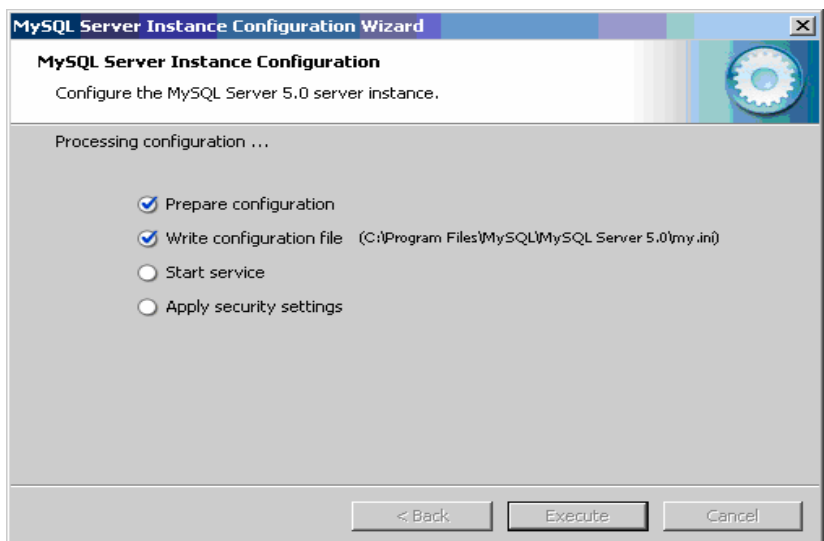 MySQL Server Instance Configuration Wizard
MySQL Server Instance Configuration
Configure the MySQL Server 5.0 server instance.
Processing configuration ...
Prepare configuration
Write configuration file (C:\Program Files\MySQL\MySQL Server 5.0\my.ini)
Start service
Apply security settings
< Back Execute Cancel